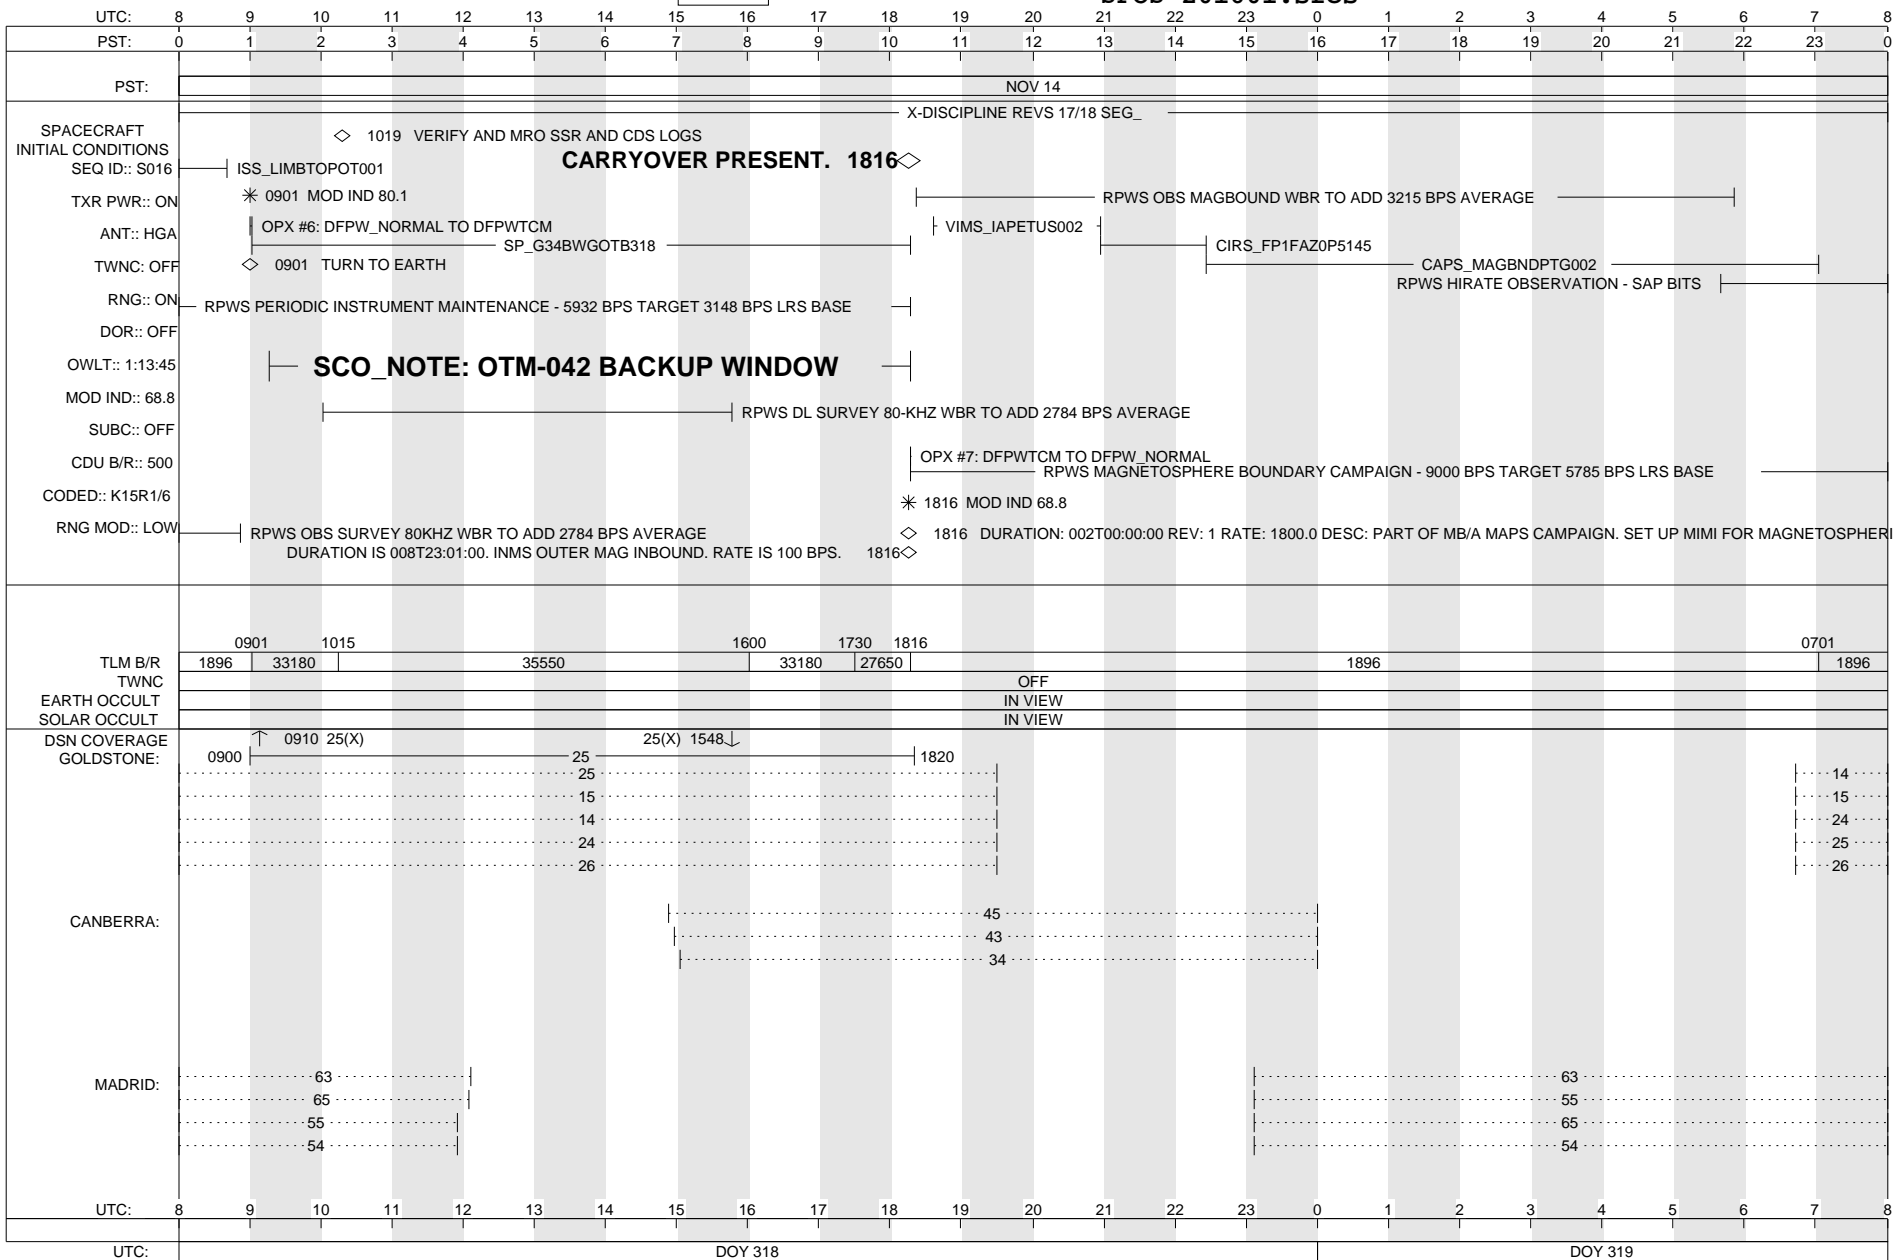 UTC: 8 9 10 11 12 13 14 15 16 17 18 19 20 21 22 23 0 1 2 3 4 5 6 7 8
PST: 0 1 2 3 4 5 6 7 8 9 10 11 12 13 14 15 16 17 18 19 20 21 22 23 0
PST: NOV 14
X-DISCIPLINE REVS 17/18 SEG_
SPACECRAFT
INITIAL CONDITIONS
1019 VERIFY AND MRO SSR AND CDS LOGS
CARRYOVER PRESENT. 1816
SEQ ID:: S016 ISS_LIMBTOPOT001
TXR PWR:: ON 0901 MOD IND 80.1 RPWS OBS MAGBOUND WBR TO ADD 3215 BPS AVERAGE
OPX #6: DFPW_NORMAL TO DFPWTCM VIMS_IAPETUS002
ANT:: HGA
SP_G34BWGOTB318 CIRS_FP1FAZ0P5145
TWNC: OFF 0901 TURN TO EARTH CAPS_MAGBNDPTG002
RPWS HIRATE OBSERVATION - SAP BITS
RNG:: ON
RPWS PERIODIC INSTRUMENT MAINTENANCE - 5932 BPS TARGET 3148 BPS LRS BASE
DOR:: OFF
OWLT:: 1:13:45 SCO_NOTE: OTM-042 BACKUP WINDOW
MOD IND:: 68.8
RPWS DL SURVEY 80-KHZ WBR TO ADD 2784 BPS AVERAGE
SUBC:: OFF
OPX #7: DFPWTCM TO DFPW_NORMAL
CDU B/R:: 500
RPWS MAGNETOSPHERE BOUNDARY CAMPAIGN - 9000 BPS TARGET 5785 BPS LRS BASE
CODED:: K15R1/6
1816 MOD IND 68.8
RNG MOD:: LOW
RPWS OBS SURVEY 80KHZ WBR TO ADD 2784 BPS AVERAGE 1816 DURATION: 002T00:00:00 REV: 1 RATE: 1800.0 DESC: PART OF MB/A MAPS CAMPAIGN. SET UP MIMI FOR MAGNETOSPHERI
DURATION IS 008T23:01:00. INMS OUTER MAG INBOUND. RATE IS 100 BPS. 1816
0901 1015 1600 1730 1816 0701
TLM B/R 1896 33180 35550 33180 27650 1896 1896
TWNC OFF
EARTH OCCULT IN VIEW
SOLAR OCCULT IN VIEW
DSN COVERAGE 0910 25(X) 25(X) 1548
GOLDSTONE: 0900 25 1820
25 14
15 15
14 24
24 25
26 26
45
CANBERRA:
43
34
63 63
MADRID:
65 55
55 65
54 54
UTC: 8 9 10 11 12 13 14 15 16 17 18 19 20 21 22 23 0 1 2 3 4 5 6 7 8
UTC: DOY 318 DOY 319